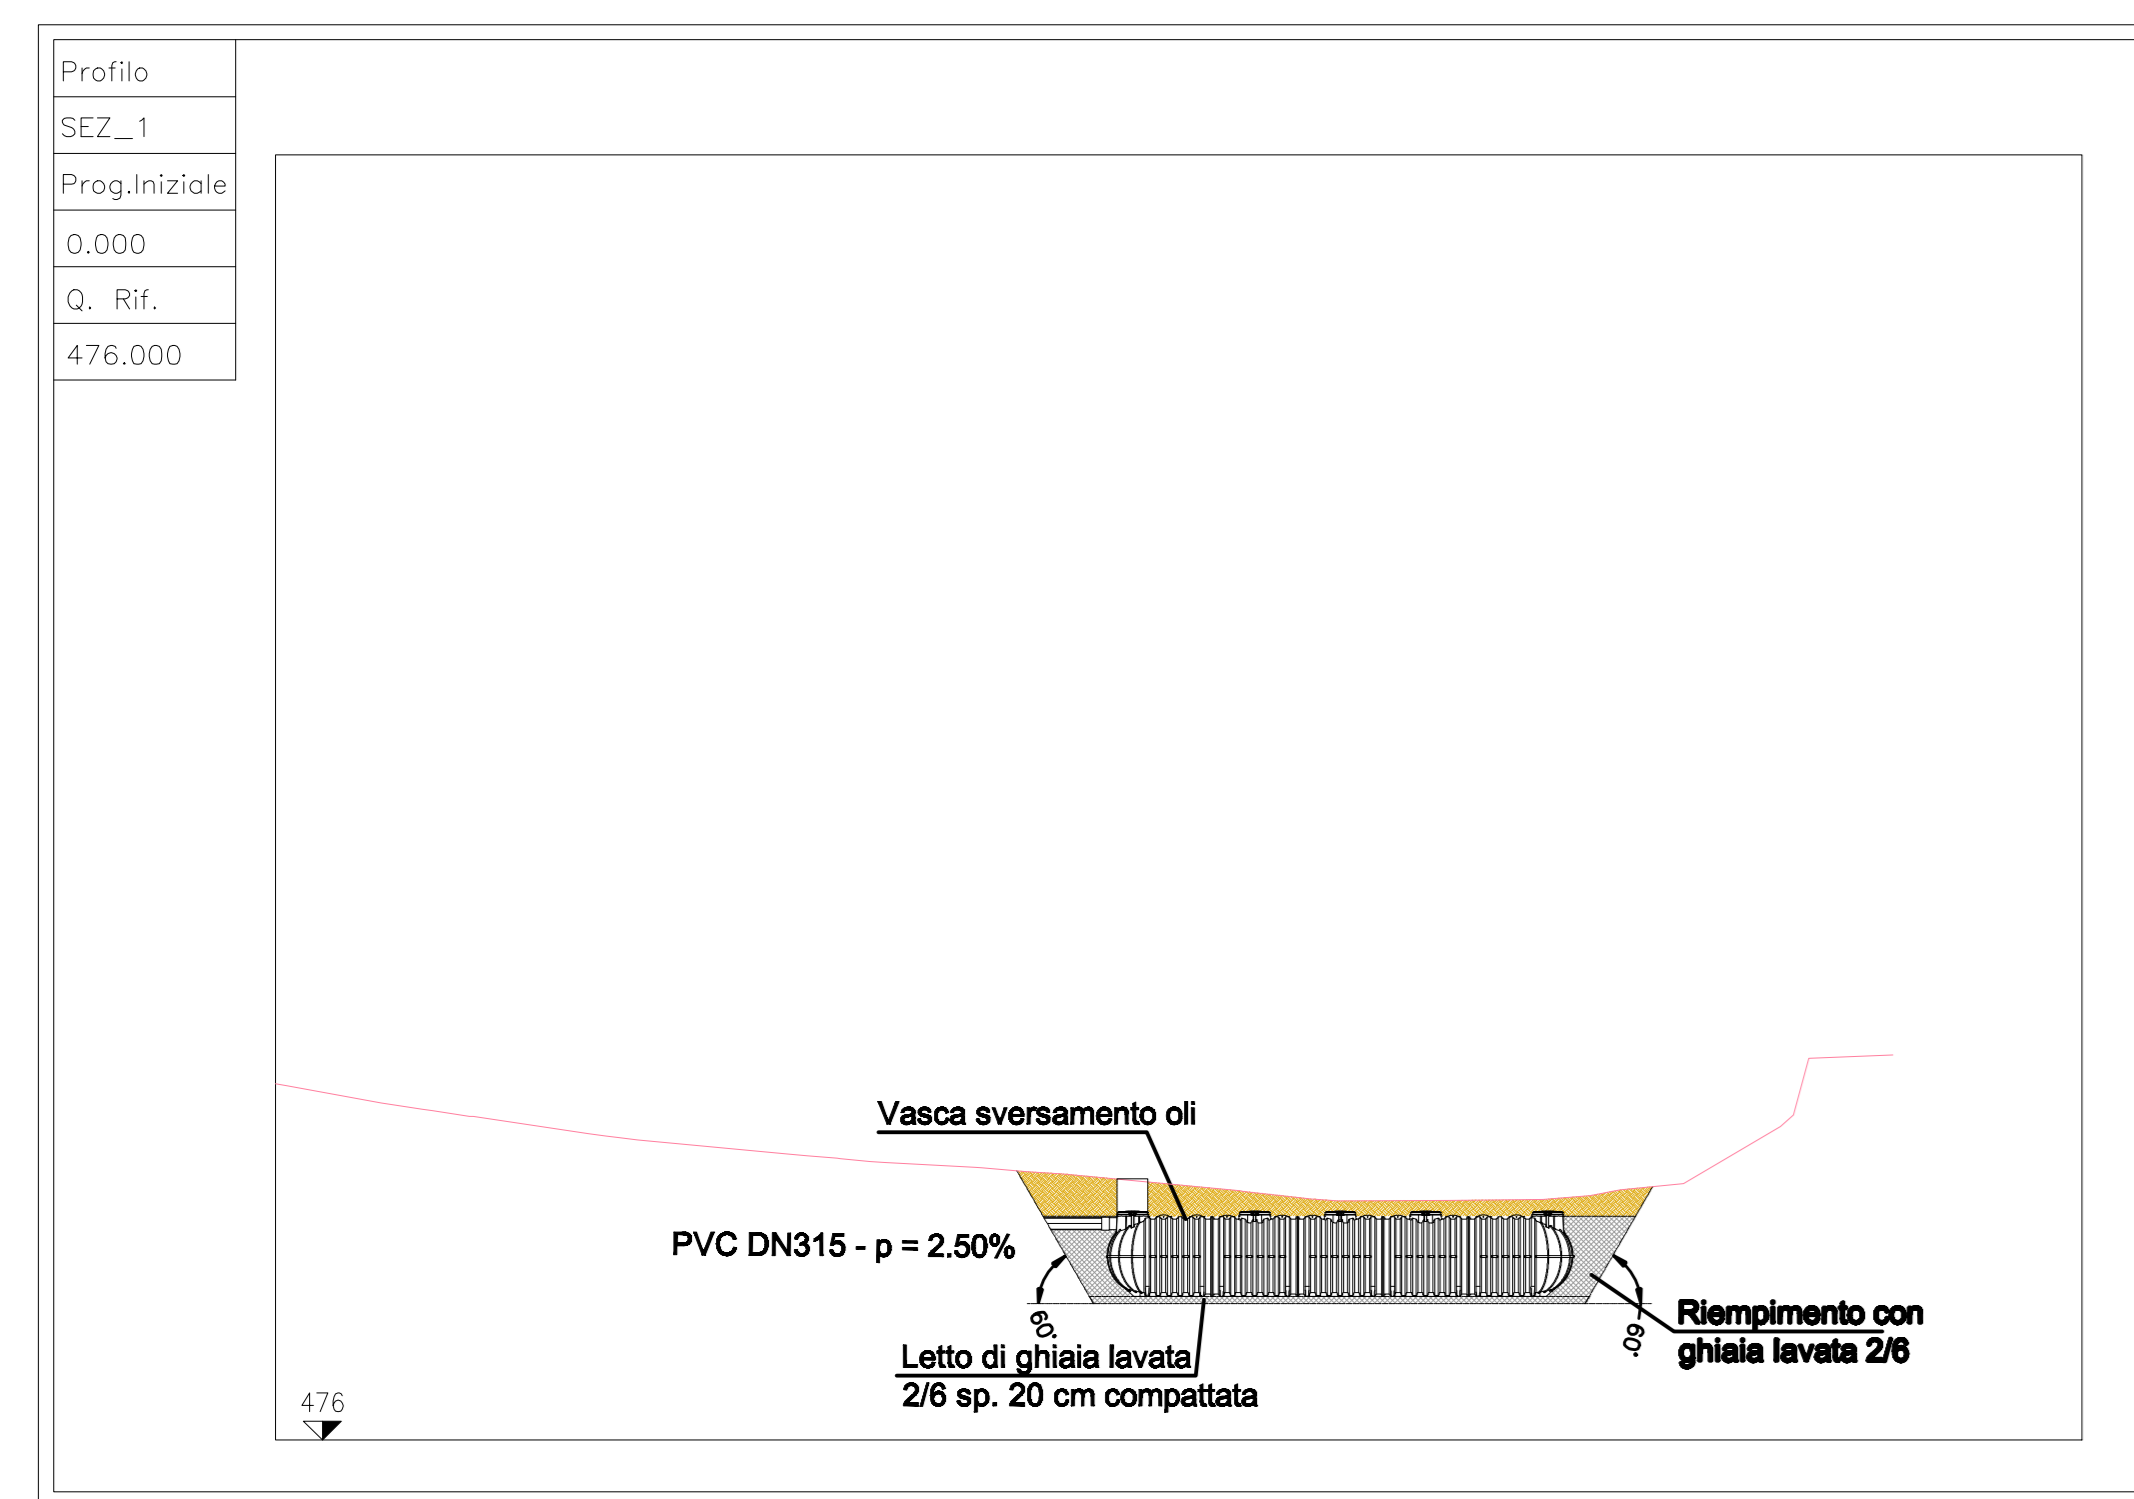 Profilo
SEZ_1
Prog.Iniziale
0.000
Q. Rif.
476.000
Vasca sversamento oli
PVC DN315 - p = 2.50%
60°
60°
Riempimento con
ghiaia lavata 2/6
Letto di ghiaia lavata
2/6 sp. 20 cm compattata
476